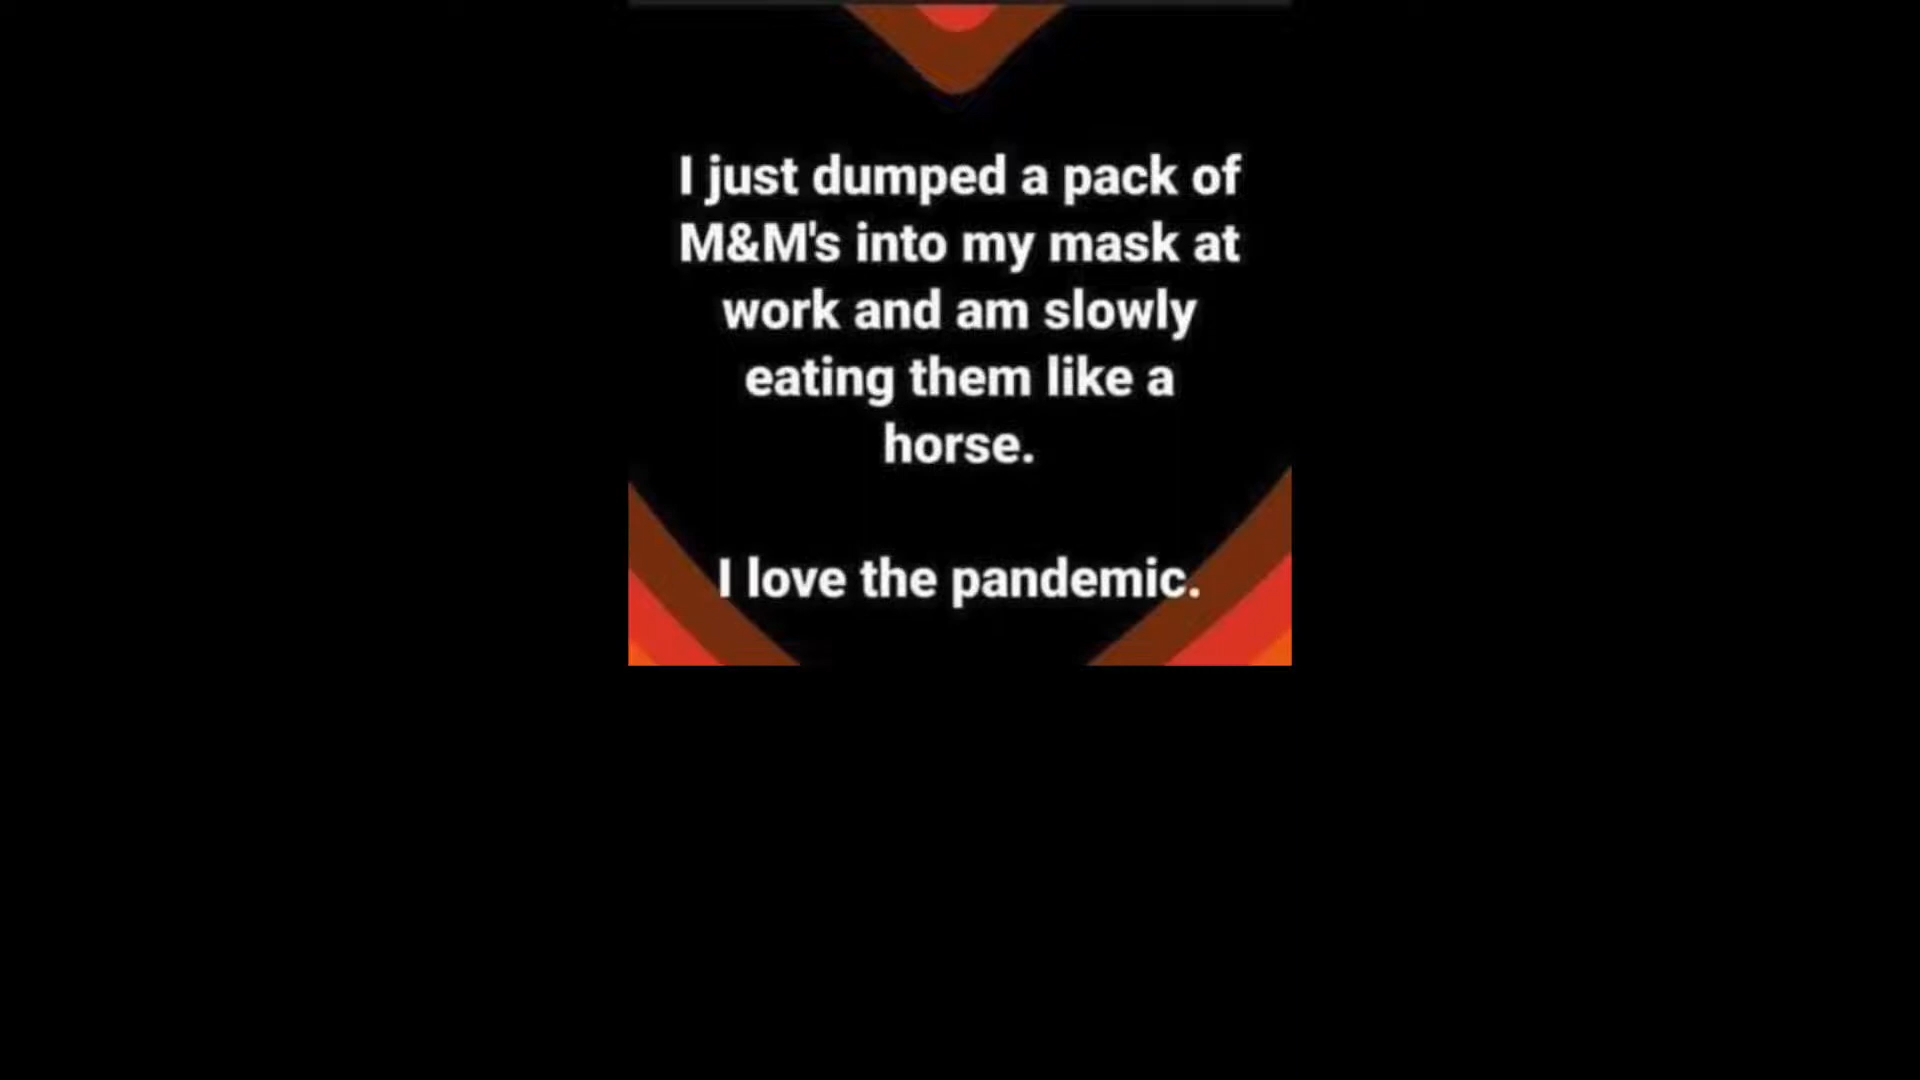 I just dumped a pack of
M&M's into my mask at
work and am slowly
eating them like a
horse.
I love the pandemic.